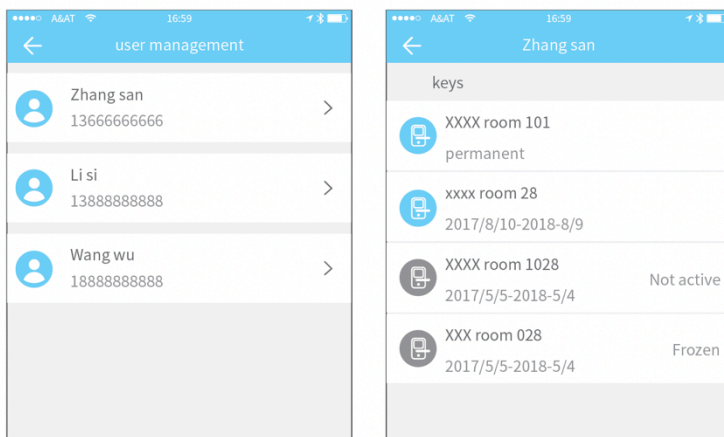 A&AT 16:59
user management
Zhang san
13666666666
Li si
13888888888
Wang wu
18888888888
A&AT 16:59
Zhang san
keys
XXXX room 101
permanent
xxxx room 28
2017/8/10-2018-8/9
XXXX room 1028
Not active
2017/5/5-2018-5/4
XXX room 028
Frozen
2017/5/5-2018-5/4